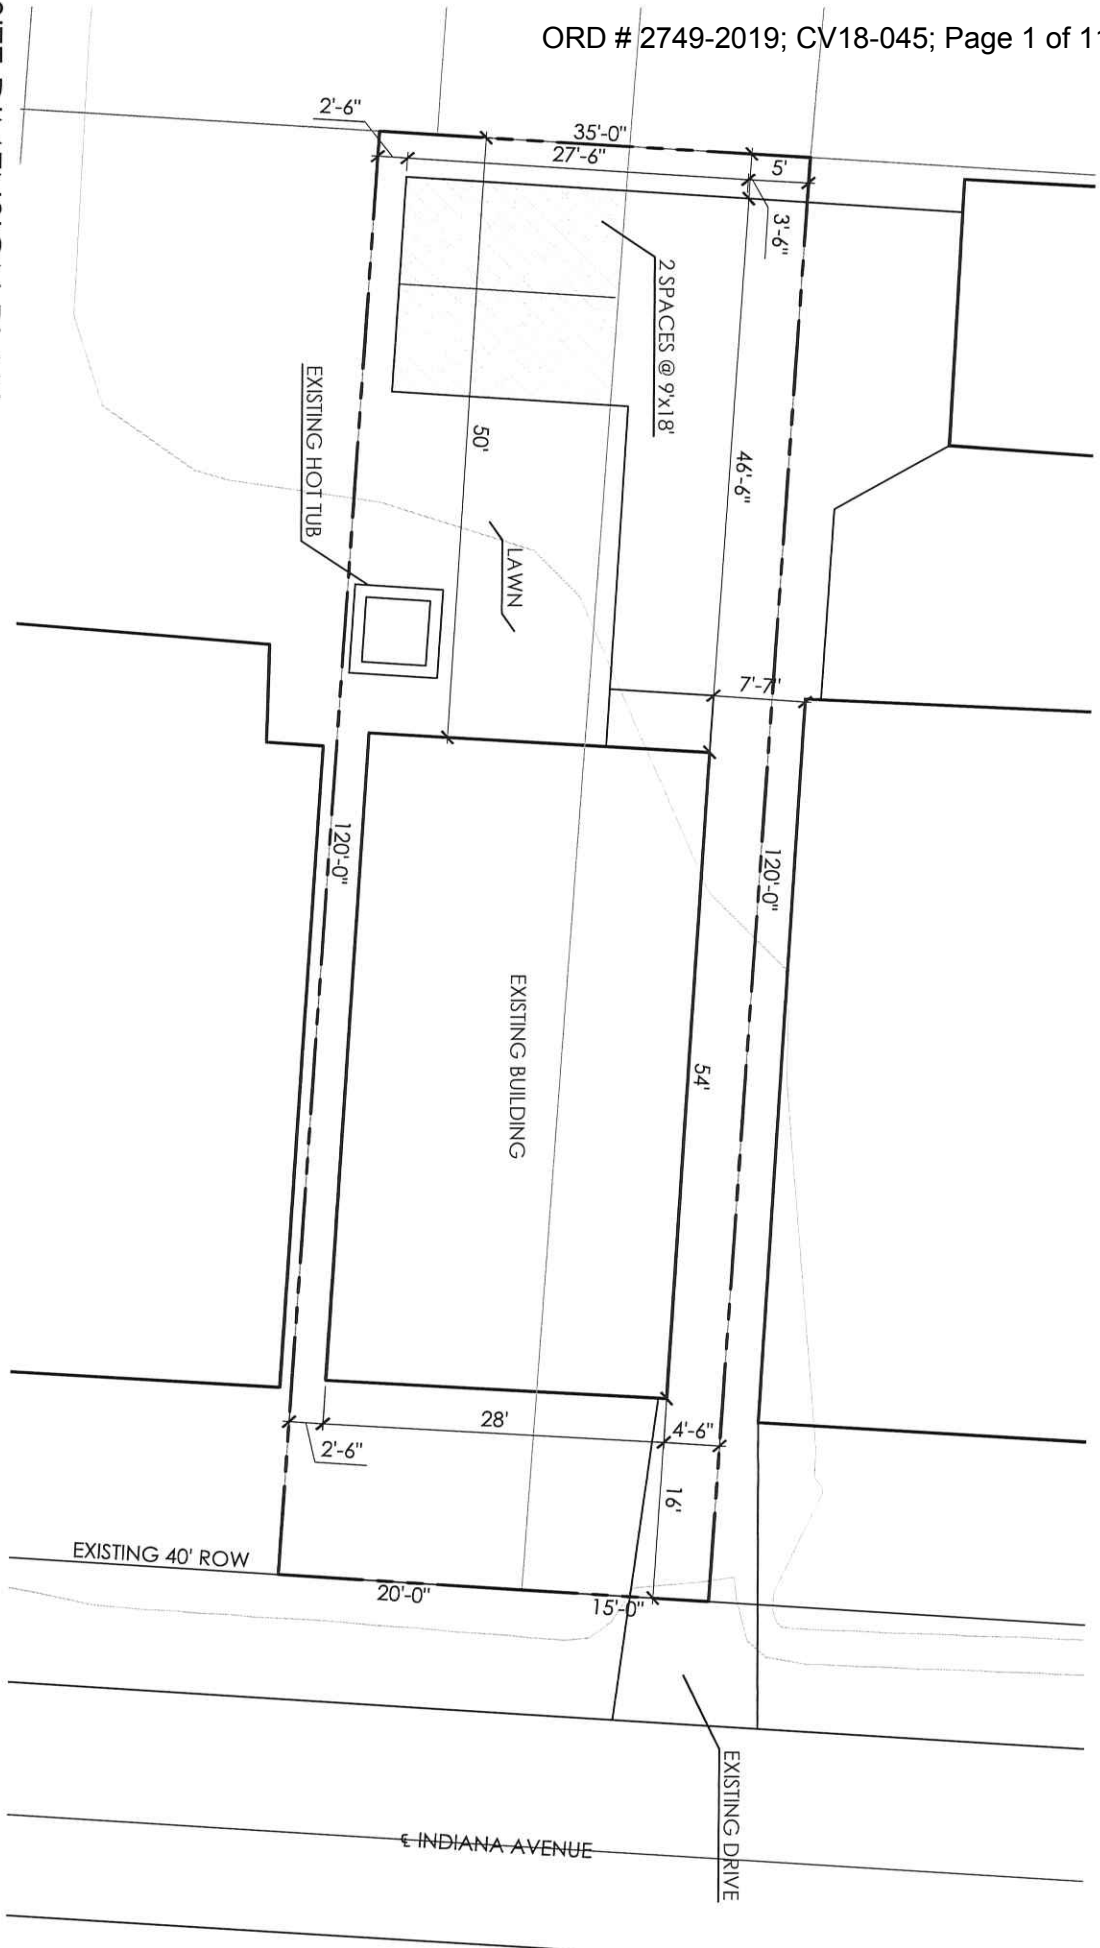 ORD # 2749-2019; CV18-045; Page 1 of 11
2'-6"
35'-0"
27'-6"
5'
3'-6"
2 SPACES @ 9'x18'
46'-6"
50'
EXISTING HOT TUB
LAWN
7'-7"
120'-0"
120'-0"
54'
EXISTING BUILDING
28'
4'-6"
2'-6"
16'
EXISTING 40' ROW
20'-0"
15'-0"
EXISTING DRIVE
℄ INDIANA AVENUE